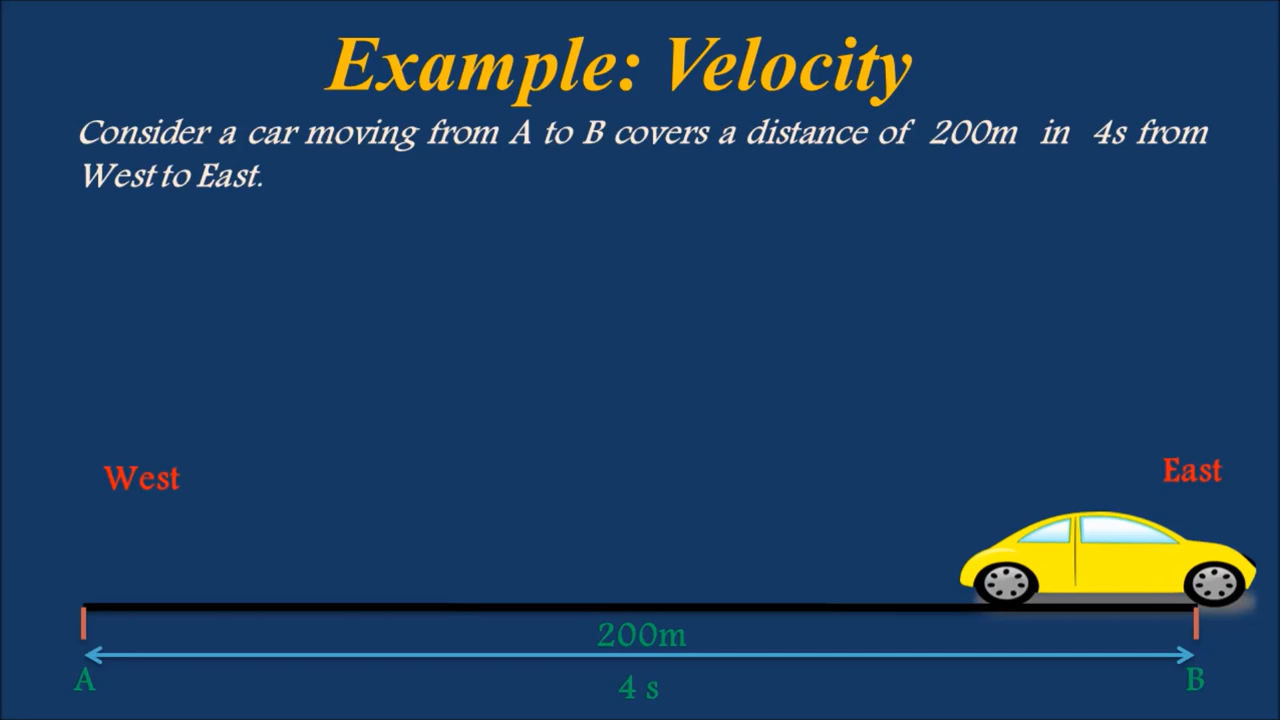 Example: Velocity
Consider a car moving from A to B covers a distance of 200m in 4s from
West to East.
West
East
200m
A
B
4 s